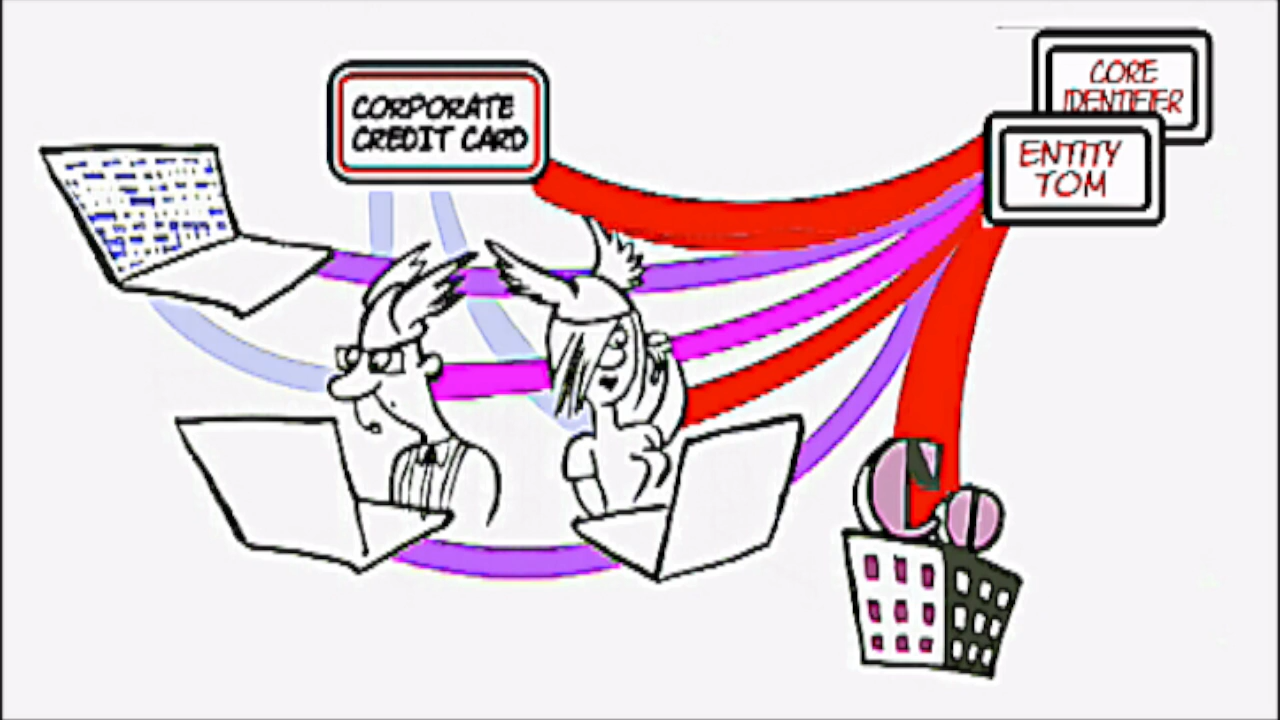 CORPORATE
CREDIT CARD
CORE
IDENTIFIER
ENTITY
TOM